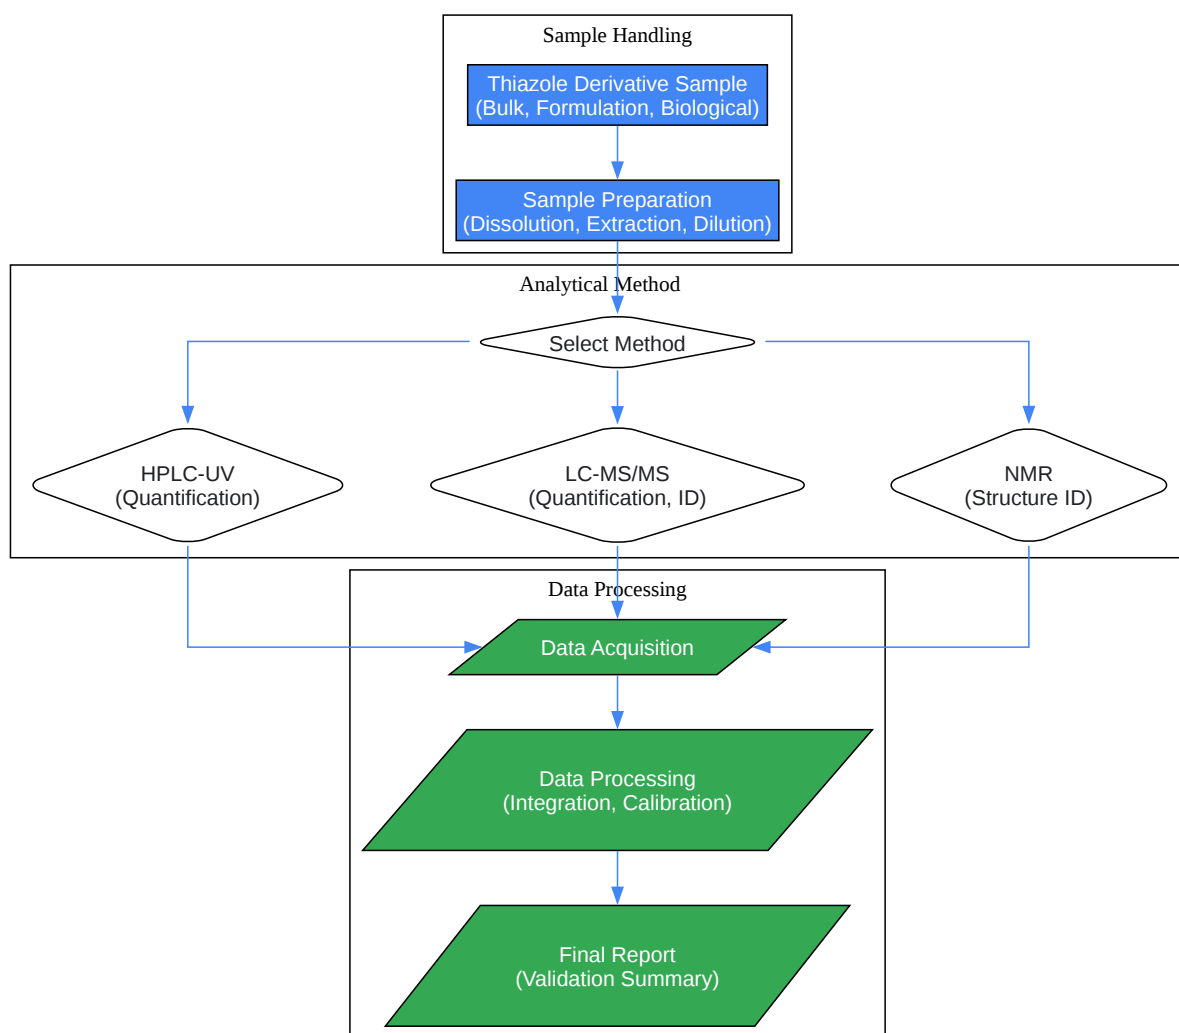 Sample Handling
Thiazole Derivative Sample
(Bulk, Formulation, Biological)
Sample Preparation
(Dissolution, Extraction, Dilution)
Analytical Method
Select Method
HPLC-UV
(Quantification)
LC-MS/MS
(Quantification, ID)
NMR
(Structure ID)
Data Processing
Data Acquisition
Data Processing
(Integration, Calibration)
Final Report
(Validation Summary)